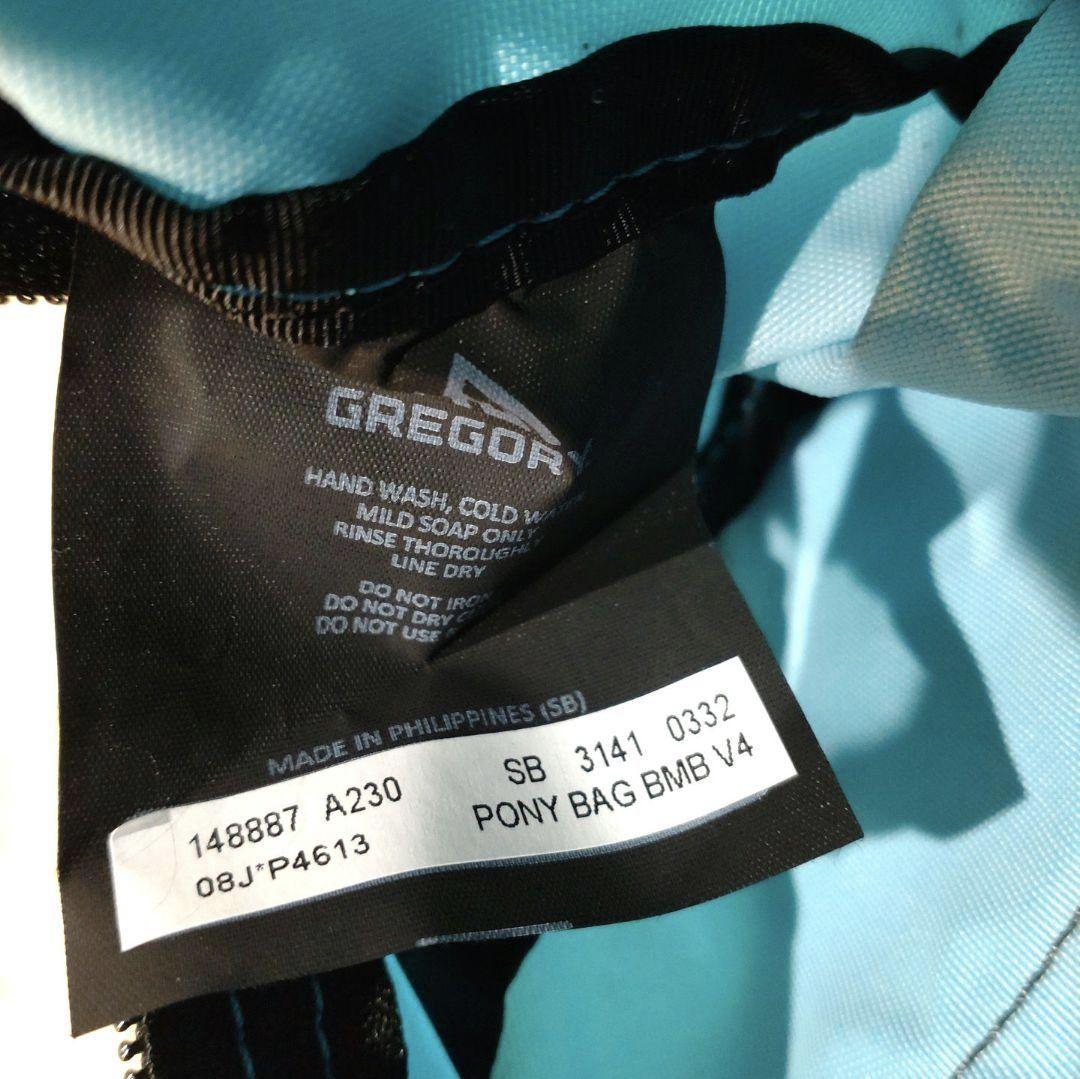 GREGORY
HAND WASH, COLD
MILD SOAP ONLY
RINSE THOROUGHLY
LINE DRY
DO NOT IRON
DO NOT DRY
DO NOT USE
MADE IN PHILIPPINES (SB)
148887 A230 SB 3141 0332
08J*P4613 PONY BAG BMB V4